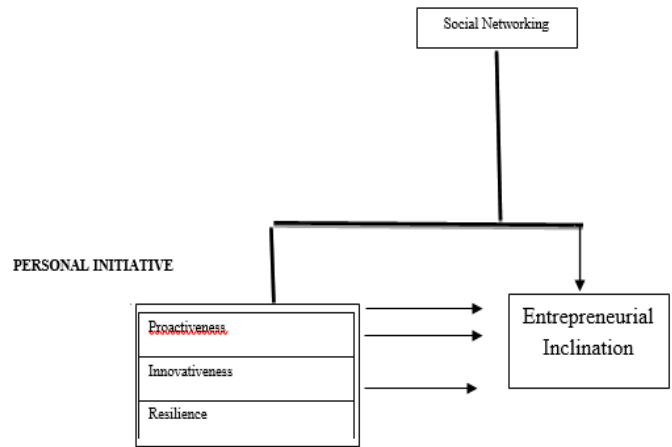 Social Networking
PERSONAL INITIATIVE
Proactiveness
Innovativeness
Resilience
Entrepreneurial
Inclination